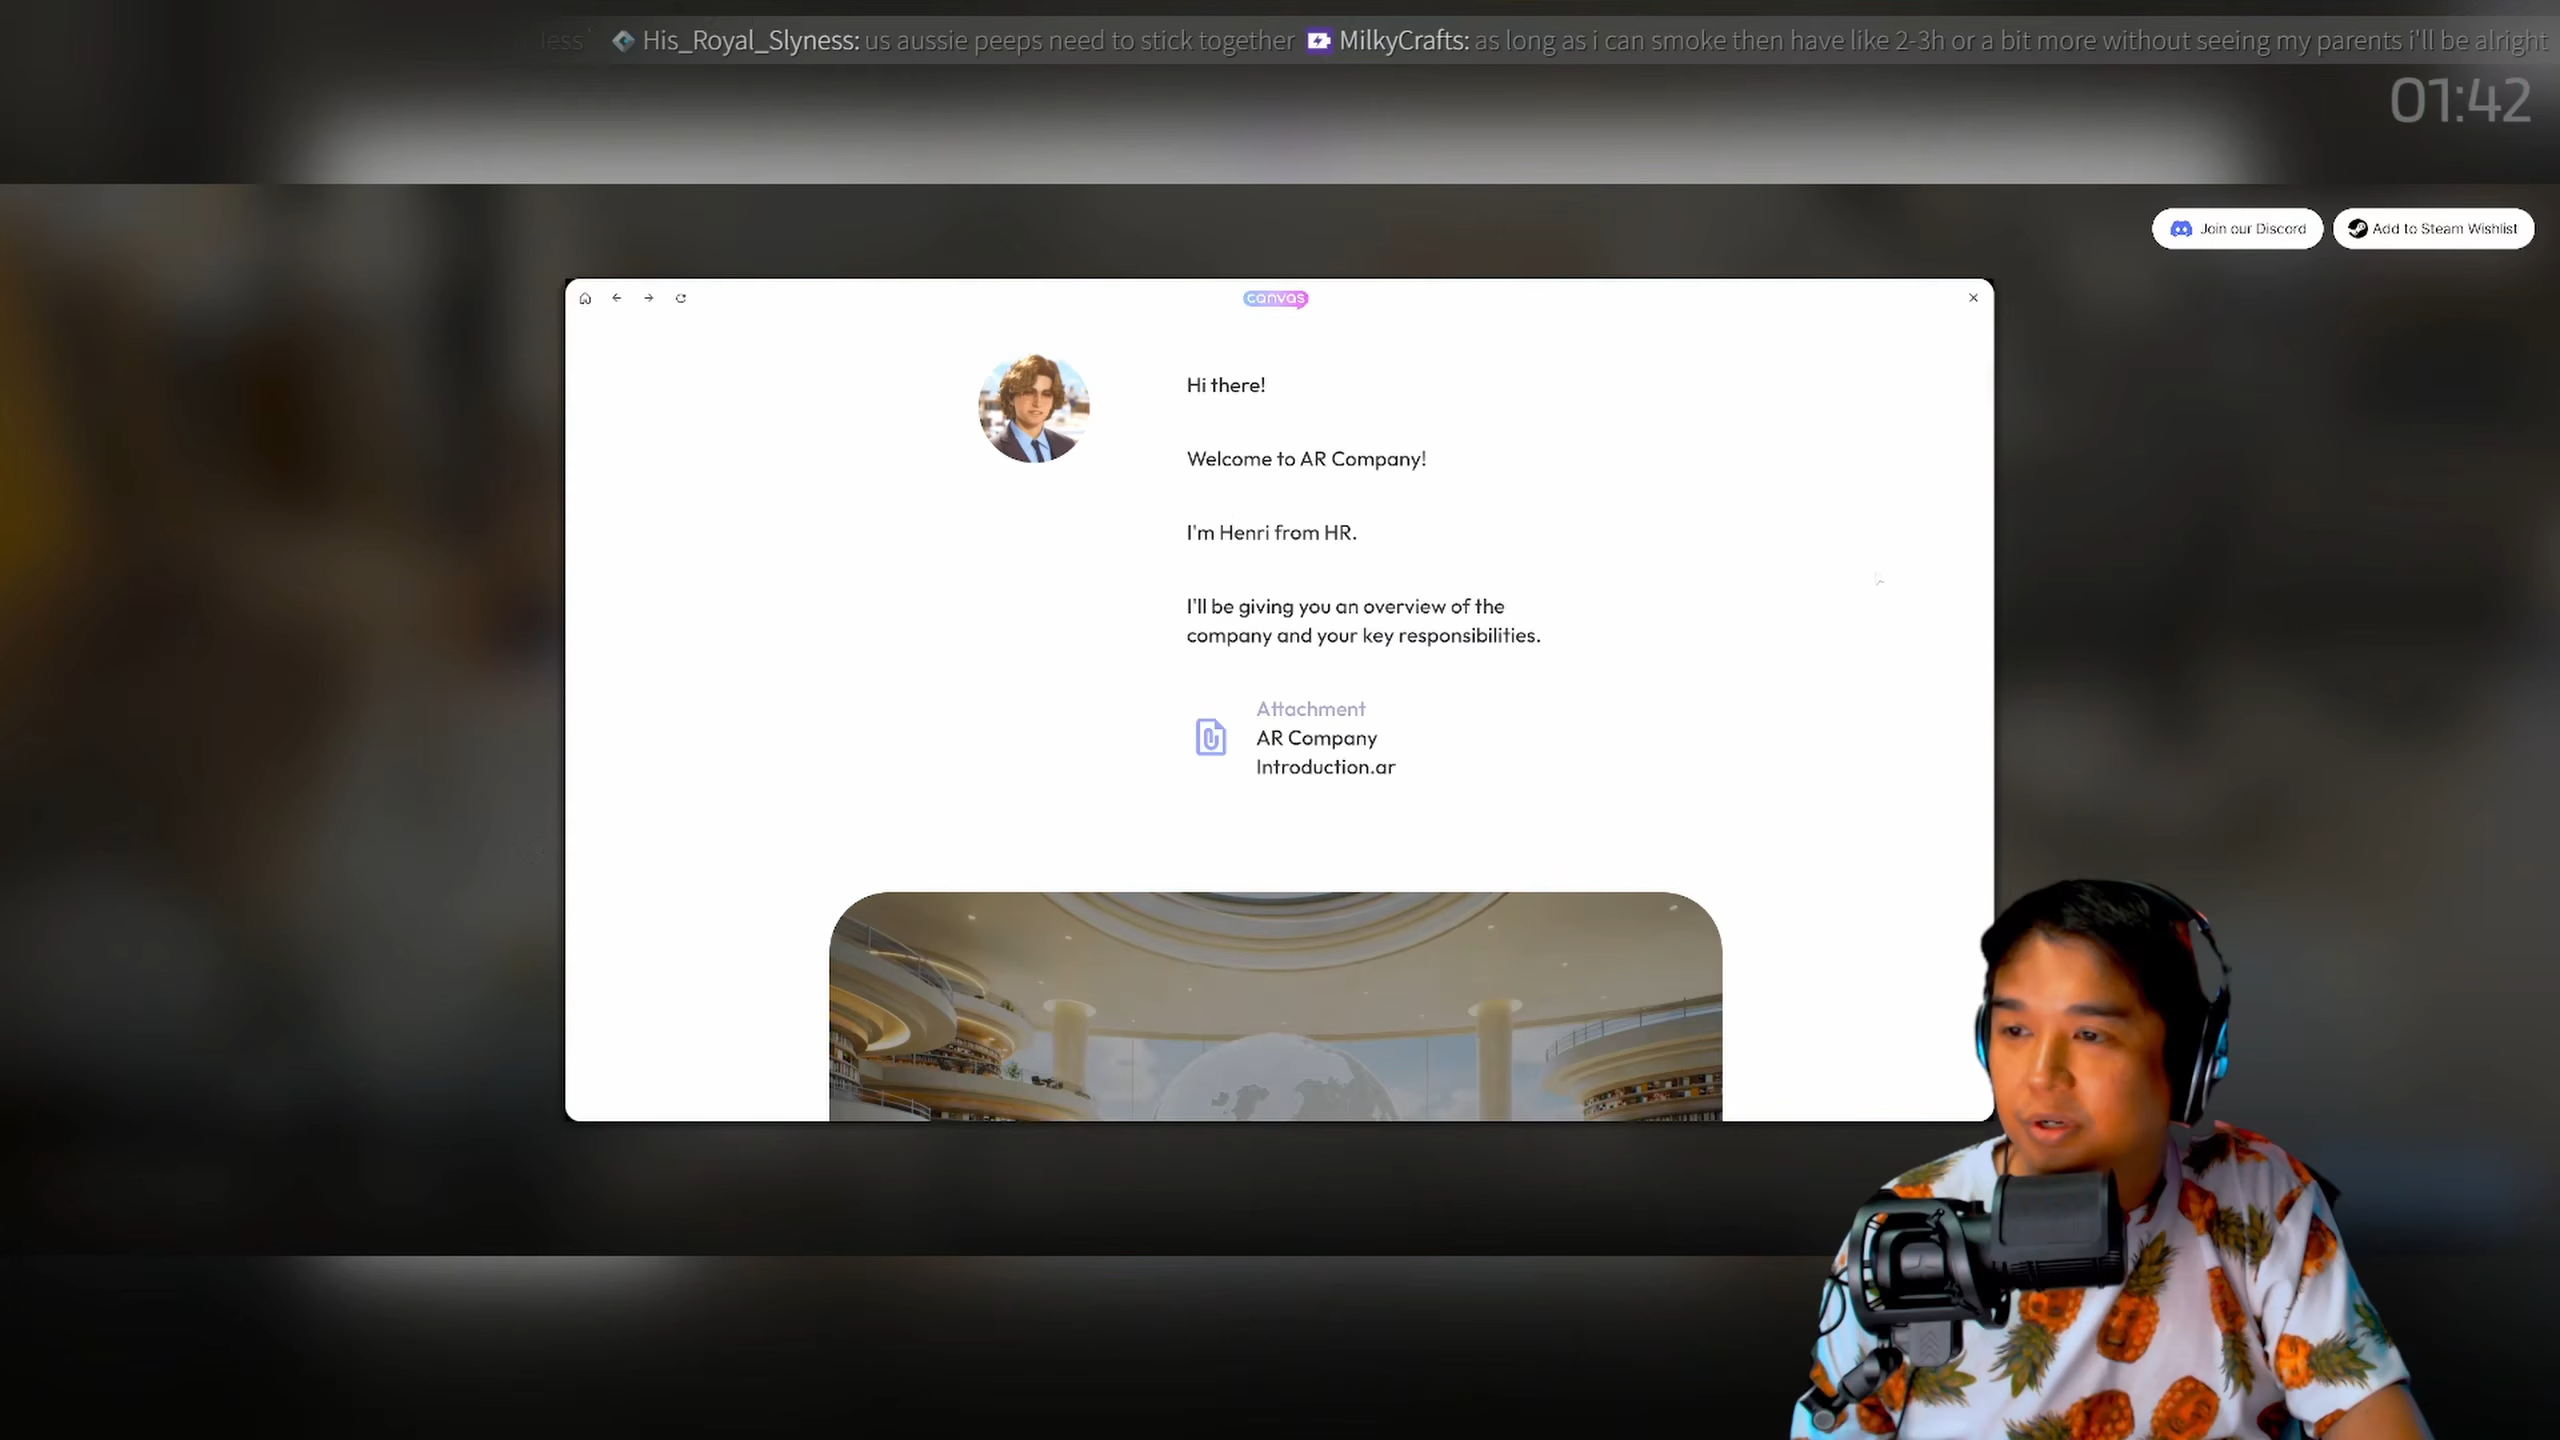 less
His_Royal_Slyness: us aussie peeps need to stick together MilkyCrafts: as long as i can smoke then have like 2-3h or a bit more without seeing my parents i'll be alright
01:42
Join our Discord
Add to Steam Wishlist
canvas
Hi there!
Welcome to AR Company!
I'm Henri from HR.
I'll be giving you an overview of the
company and your key responsibilities.
Attachment
AR Company
Introduction.ar